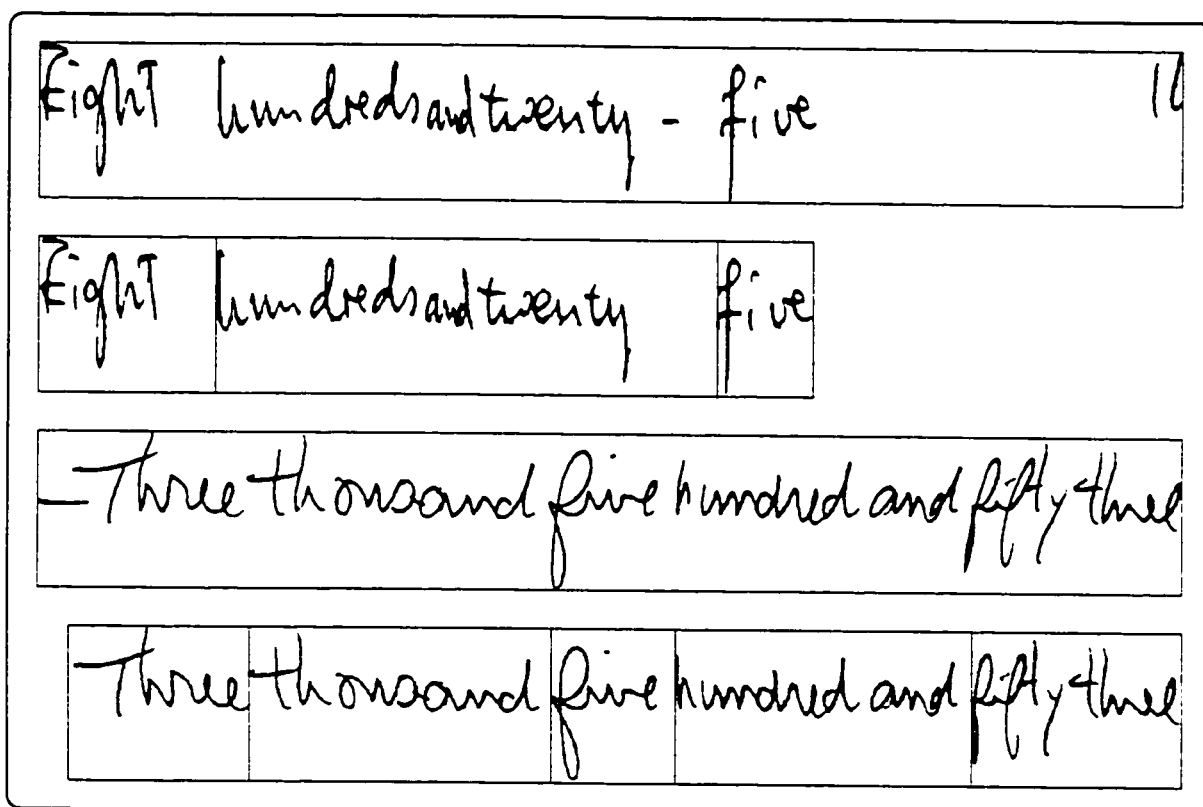 Eight hundreds and twenty - five
Eight hundreds and twenty five
- Three thousand five hundred and fifty three
Three thousand five hundred and fifty three